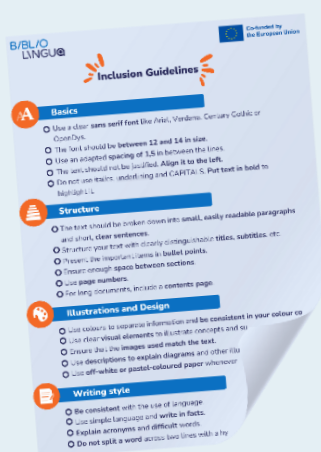 BIBLIO
LINGUA
Co-funded by
the European Union
Inclusion Guidelines
Basics
Use a clear sans serif font like Ariel, Verdana, Century Gothic or
OpenDys.
The font should be between 12 and 14 in size.
Use an adapted spacing of 1,5 in between the lines.
The text should not be justified. Align it to the left.
Do not use italics, underlining and CAPITALS. Put text in bold to
highlight it.
Structure
The text should be broken down into small, easily readable paragraphs
and short, clear sentences.
Structure your text with clearly distinguishable titles, subtitles, etc.
Present the important items in bullet points.
Ensure enough space between sections
Use page numbers.
For long documents, include a contents page.
Illustrations and Design
Use colours to separate information and be consistent in your colour co
Use clear visual elements to illustrate concepts and su
Ensure that the images used match the text.
Use descriptions to explain diagrams and other illu
Use off-white or pastel-coloured paper whenever
Writing style
Be consistent with the use of language
Use simple language and write in facts.
Explain acronyms and difficult words.
Do not split a word across two lines with a hy